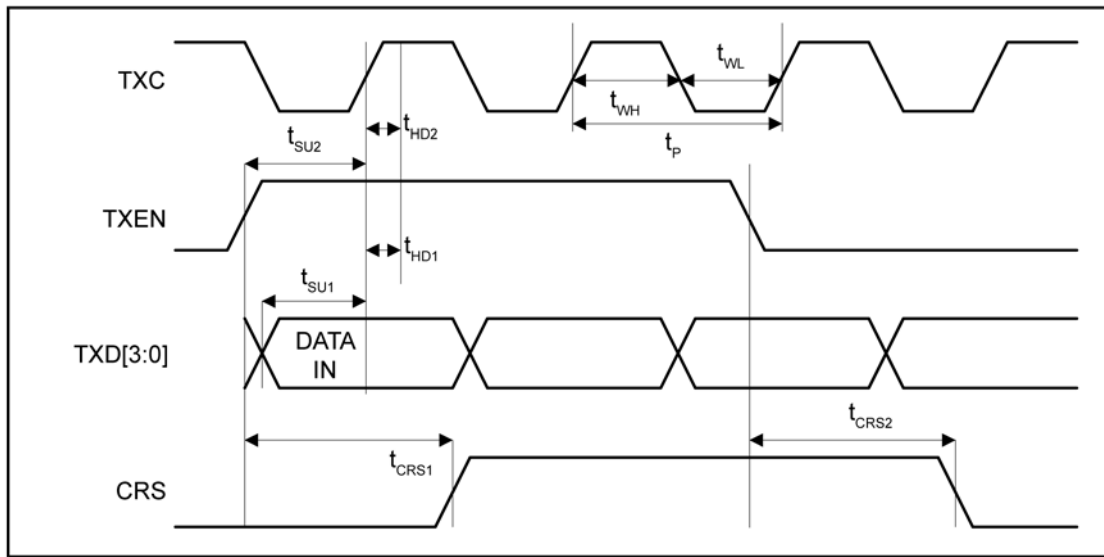 TXC
t_WL
t_WH
t_HD2
t_SU2
t_P
TXEN
t_HD1
t_SU1
TXD[3:0]
DATA
IN
t_CRS2
t_CRS1
CRS